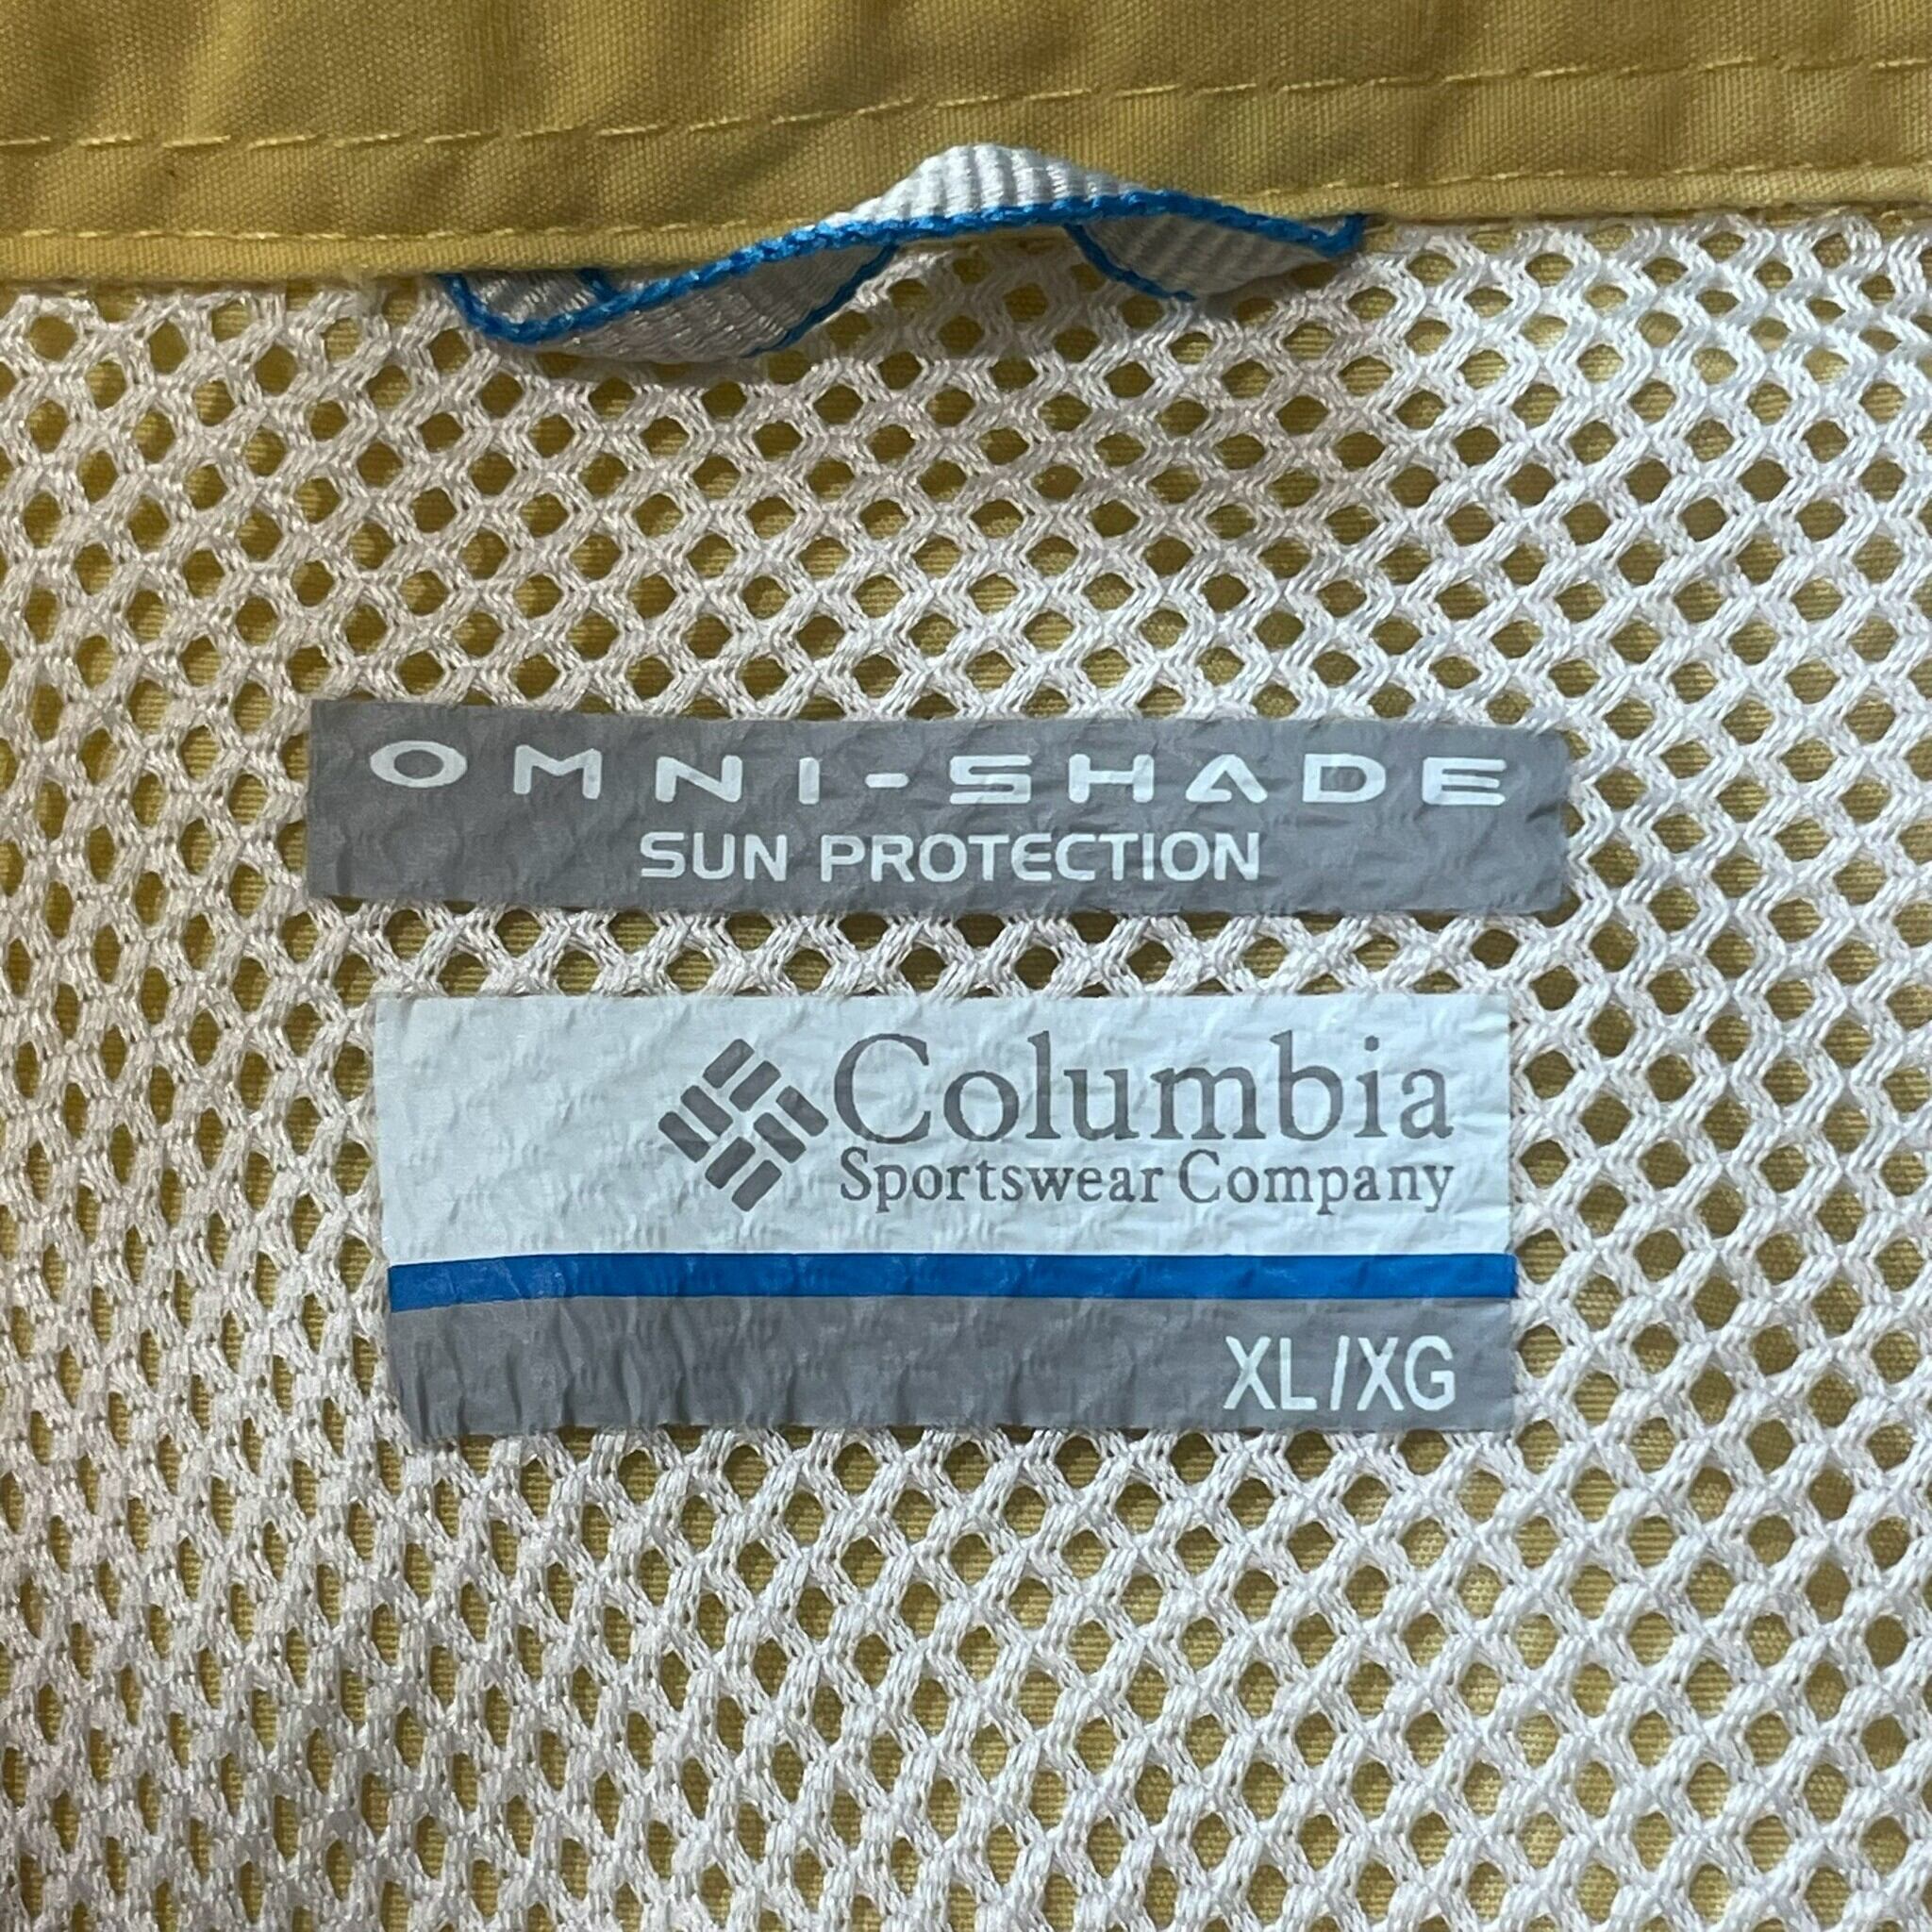 OMNI-SHADE
SUN PROTECTION
Columbia
Sportswear Company
XL/XG